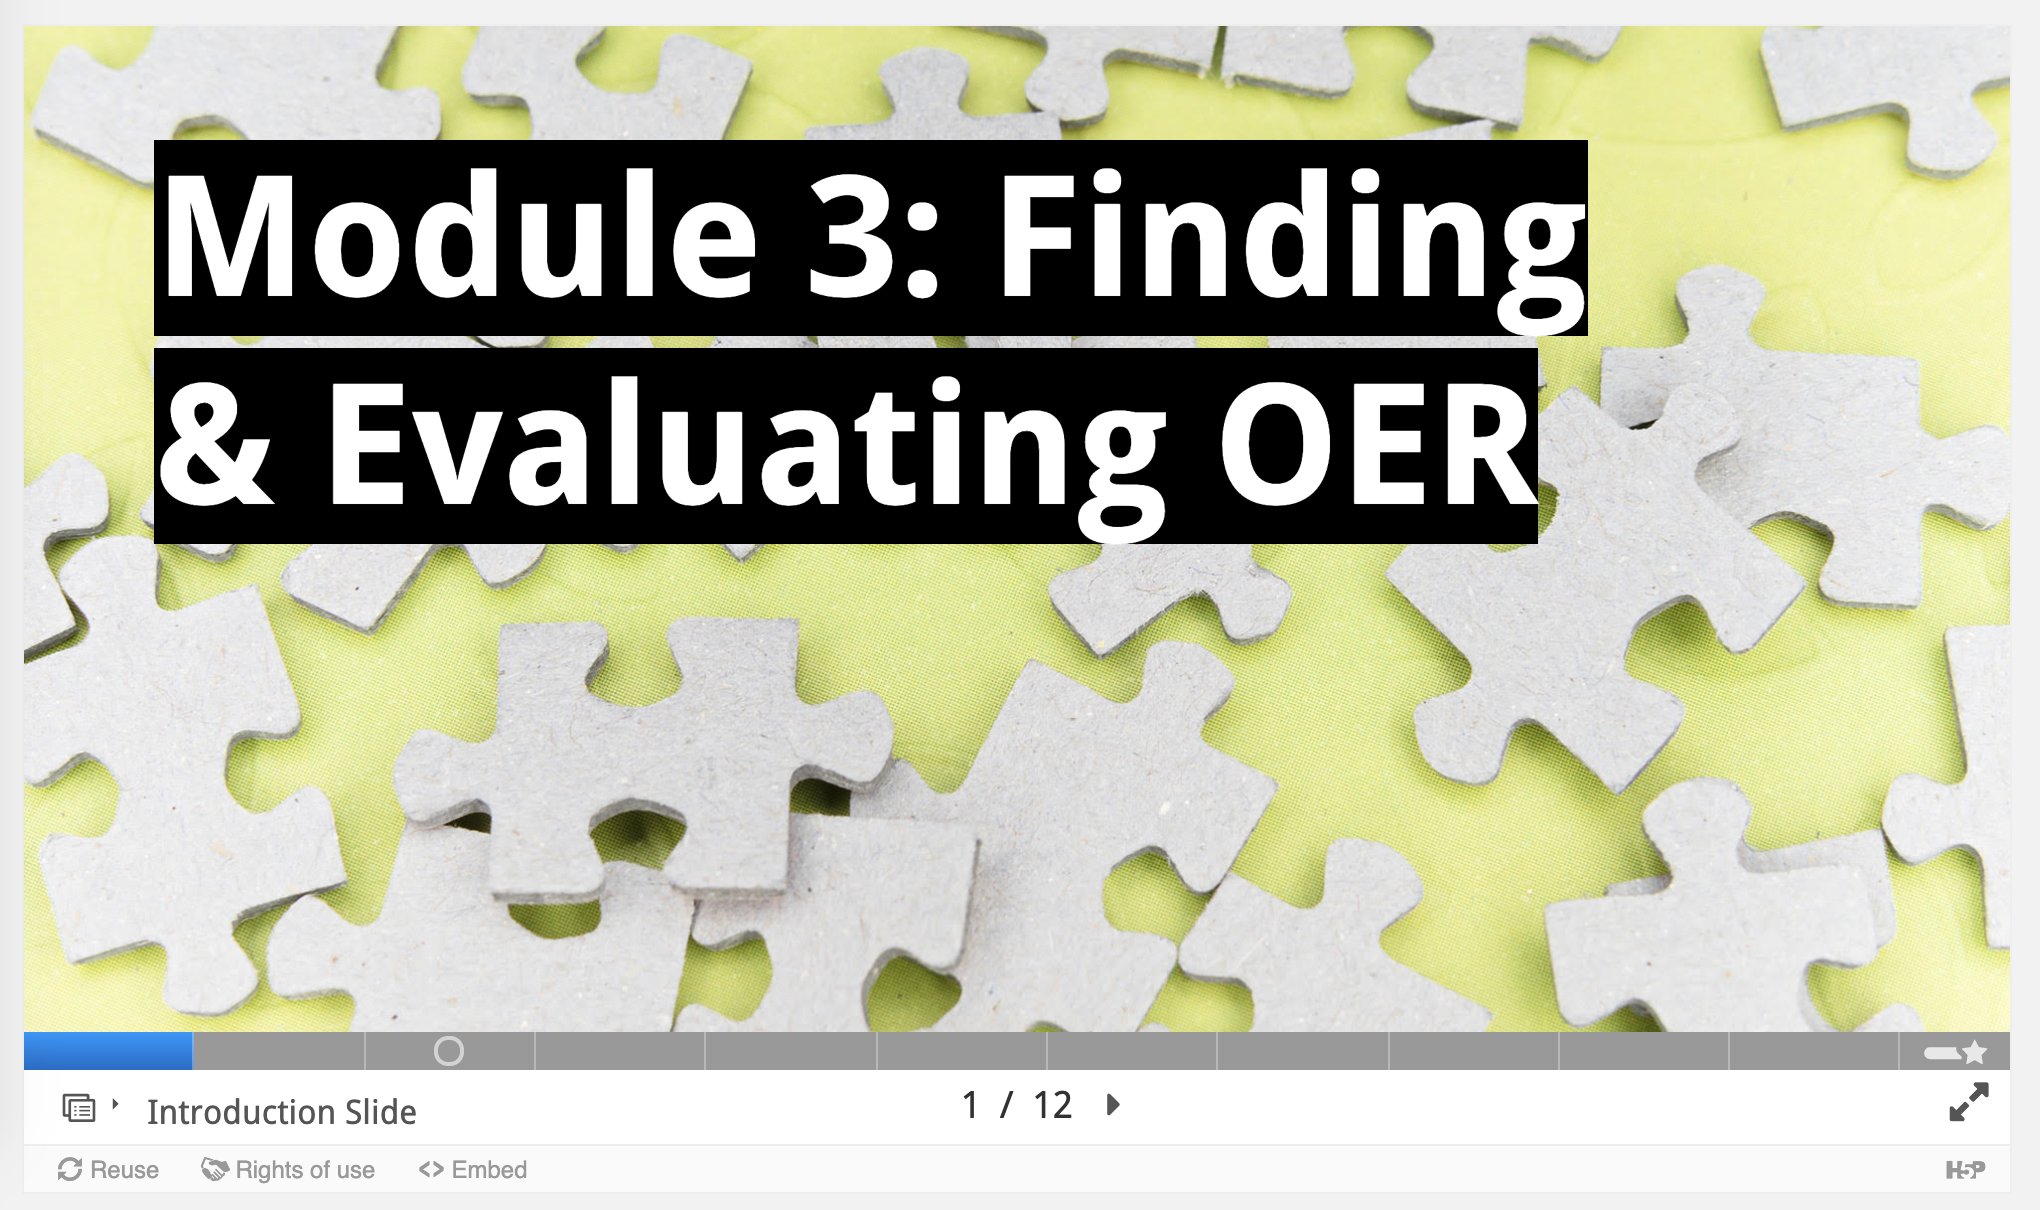 Module 3: Finding
& Evaluating OER
Introduction Slide
1 / 12
Reuse
Rights of use
<> Embed
H5P